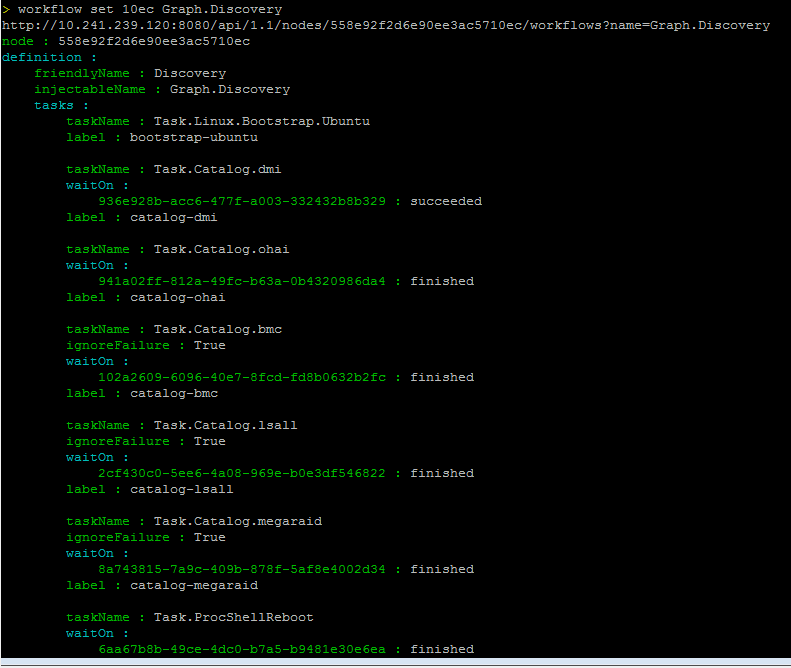 > workflow set 10ec Graph.Discovery
http://10.241.239.120:8080/api/1.1/nodes/558e92f2d6e90ee3ac5710ec/workflows?name=Graph.Discovery
node : 558e92f2d6e90ee3ac5710ec
definition :
    friendlyName : Discovery
    injectableName : Graph.Discovery
    tasks :
        taskName : Task.Linux.Bootstrap.Ubuntu
        label : bootstrap-ubuntu

        taskName : Task.Catalog.dmi
        waitOn :
            936e928b-acc6-477f-a003-332432b8b329 : succeeded
        label : catalog-dmi

        taskName : Task.Catalog.ohai
        waitOn :
            941a02ff-812a-49fc-b63a-0b4320986da4 : finished
        label : catalog-ohai

        taskName : Task.Catalog.bmc
        ignoreFailure : True
        waitOn :
            102a2609-6096-40e7-8fcd-fd8b0632b2fc : finished
        label : catalog-bmc

        taskName : Task.Catalog.lsall
        ignoreFailure : True
        waitOn :
            2cf430c0-5ee6-4a08-969e-b0e3df546822 : finished
        label : catalog-lsall

        taskName : Task.Catalog.megaraid
        ignoreFailure : True
        waitOn :
            8a743815-7a9c-409b-878f-5af8e4002d34 : finished
        label : catalog-megaraid

        taskName : Task.ProcShellReboot
        waitOn :
            6aa67b8b-49ce-4dc0-b7a5-b9481e30e6ea : finished